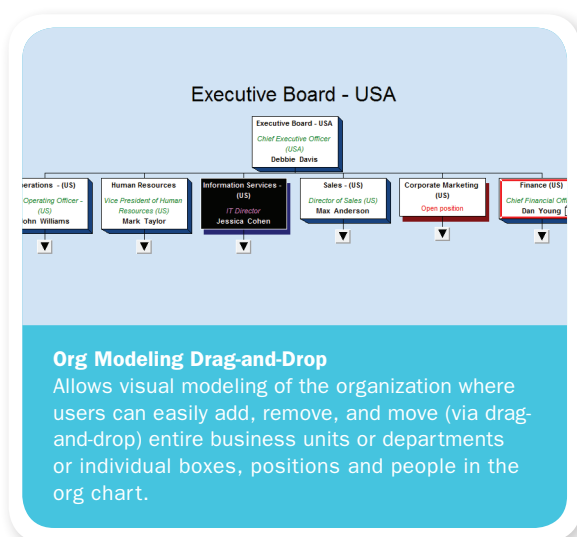 Executive Board - USA
Executive Board - USA
Chief Executive Officer
(USA)
Debbie Davis
erations - (US)
Operating Officer -
(US)
ohn Williams
Human Resources
Vice President of Human
Resources (US)
Mark Taylor
Information Services -
(US)
IT Director
Jessica Cohen
Sales - (US)
Director of Sales (US)
Max Anderson
Corporate Marketing
(US)
Open position
Finance (US)
Chief Financial Offi
Dan Young
Org Modeling Drag-and-Drop
Allows visual modeling of the organization where
users can easily add, remove, and move (via drag-
and-drop) entire business units or departments
or individual boxes, positions and people in the
org chart.